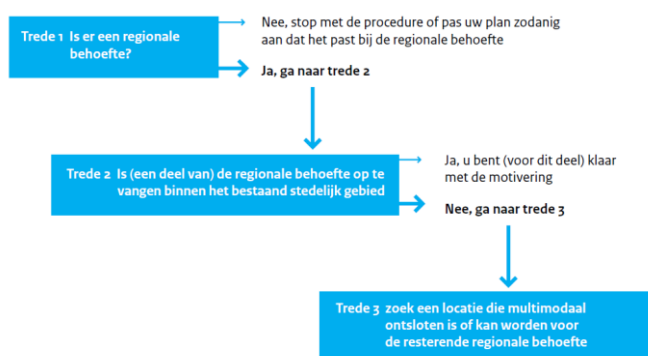 Trede 1 Is er een regionale
behoefte?
Nee, stop met de procedure of pas uw plan zodanig
aan dat het past bij de regionale behoefte
Ja, ga naar trede 2
Trede 2 Is (een deel van) de regionale behoefte op te
vangen binnen het bestaand stedelijk gebied
Ja, u bent (voor dit deel) klaar
met de motivering
Nee, ga naar trede 3
Trede 3 zoek een locatie die multimodaal
ontsloten is of kan worden voor
de resterende regionale behoefte